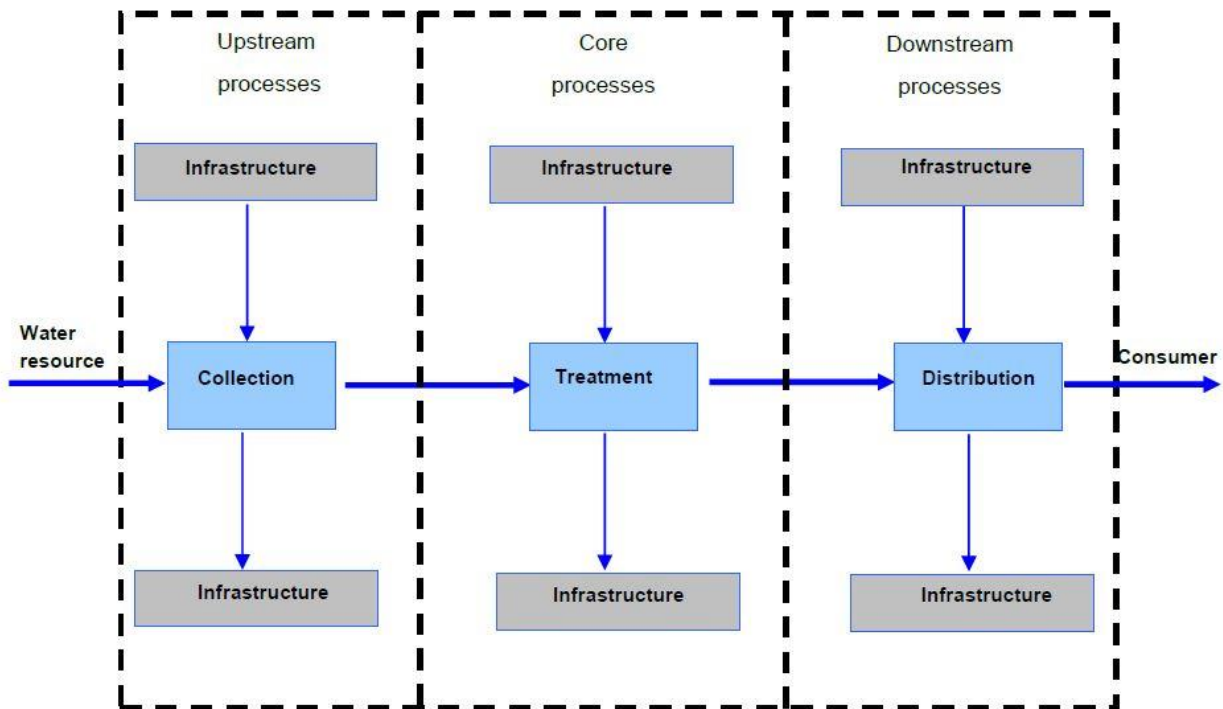 Upstream
processes
Core
processes
Downstream
processes
Infrastructure
Infrastructure
Infrastructure
Water
resource
Collection
Treatment
Distribution
Consumer
Infrastructure
Infrastructure
Infrastructure